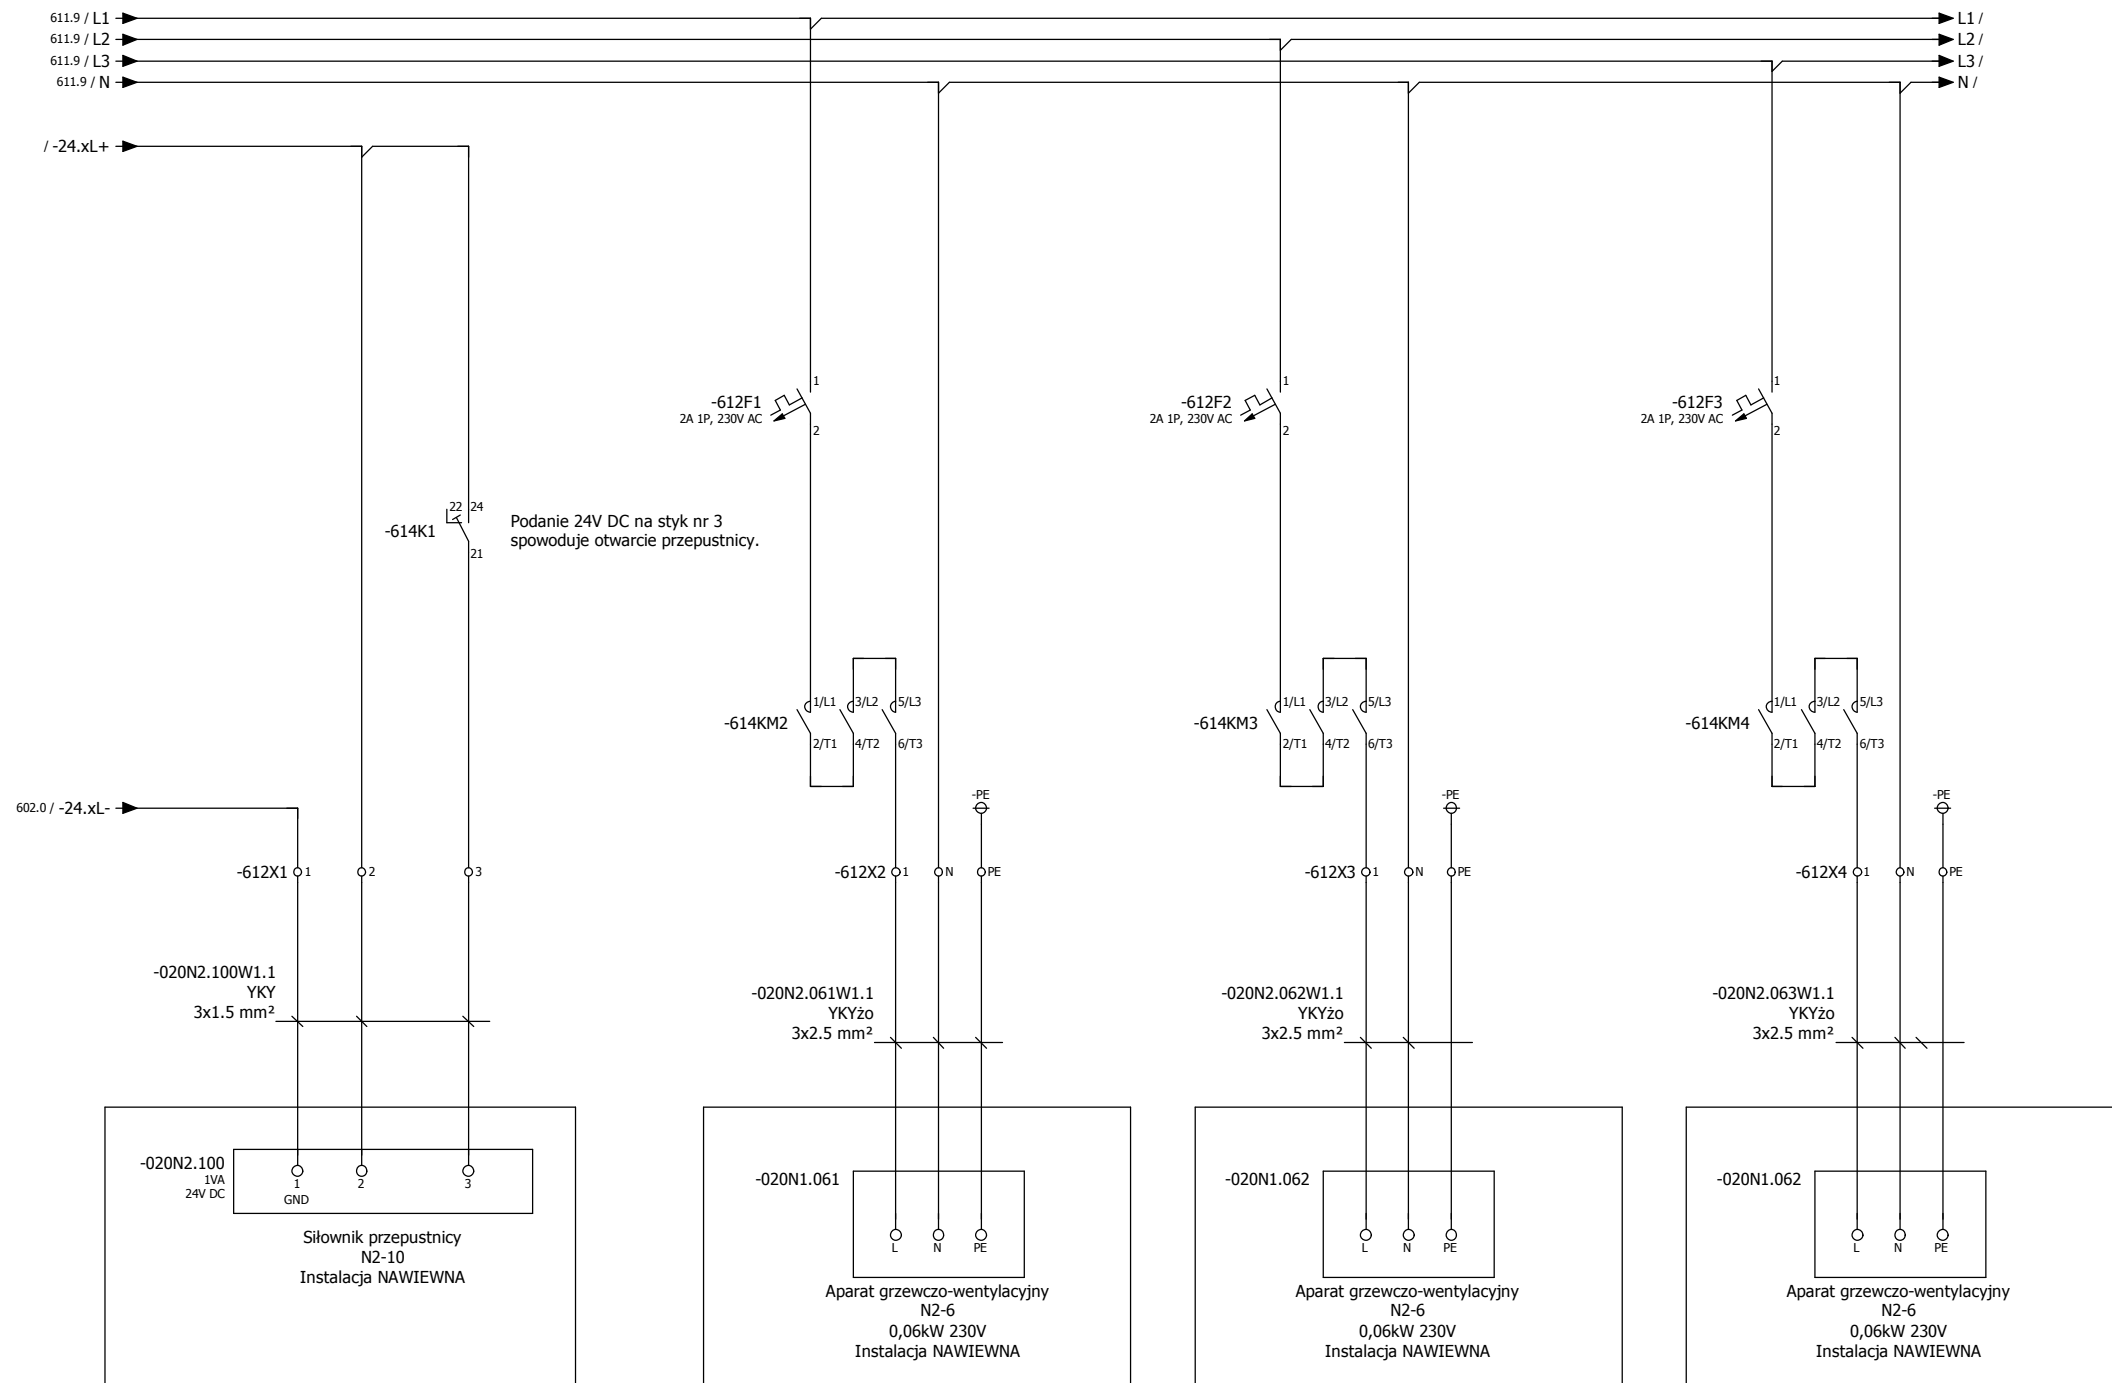 611.9 / L1
L1 /
611.9 / L2
L2 /
611.9 / L3
L3 /
611.9 / N
N /
/ -24.xL+
1
-612F1
2A 1P, 230V AC
2
1
-612F2
2A 1P, 230V AC
2
1
-612F3
2A 1P, 230V AC
2
22 24
-614K1
21
Podanie 24V DC na styk nr 3
spowoduje otwarcie przepustnicy.
1/L1 3/L2 5/L3
-614KM2
2/T1 4/T2 6/T3
1/L1 3/L2 5/L3
-614KM3
2/T1 4/T2 6/T3
1/L1 3/L2 5/L3
-614KM4
2/T1 4/T2 6/T3
602.0 / -24.xL-
-PE
-PE
-PE
-612X1 1 2 3
-612X2 1 N PE
-612X3 1 N PE
-612X4 1 N PE
-020N2.100W1.1
YKY
3x1.5 mm²
-020N2.061W1.1
YKYżo
3x2.5 mm²
-020N2.062W1.1
YKYżo
3x2.5 mm²
-020N2.063W1.1
YKYżo
3x2.5 mm²
-020N2.100
1VA
24V DC
1 2 3
GND
Siłownik przepustnicy
N2-10
Instalacja NAWIEWNA
-020N1.061
L N PE
Aparat grzewczo-wentylacyjny
N2-6
0,06kW 230V
Instalacja NAWIEWNA
-020N1.062
L N PE
Aparat grzewczo-wentylacyjny
N2-6
0,06kW 230V
Instalacja NAWIEWNA
-020N1.062
L N PE
Aparat grzewczo-wentylacyjny
N2-6
0,06kW 230V
Instalacja NAWIEWNA